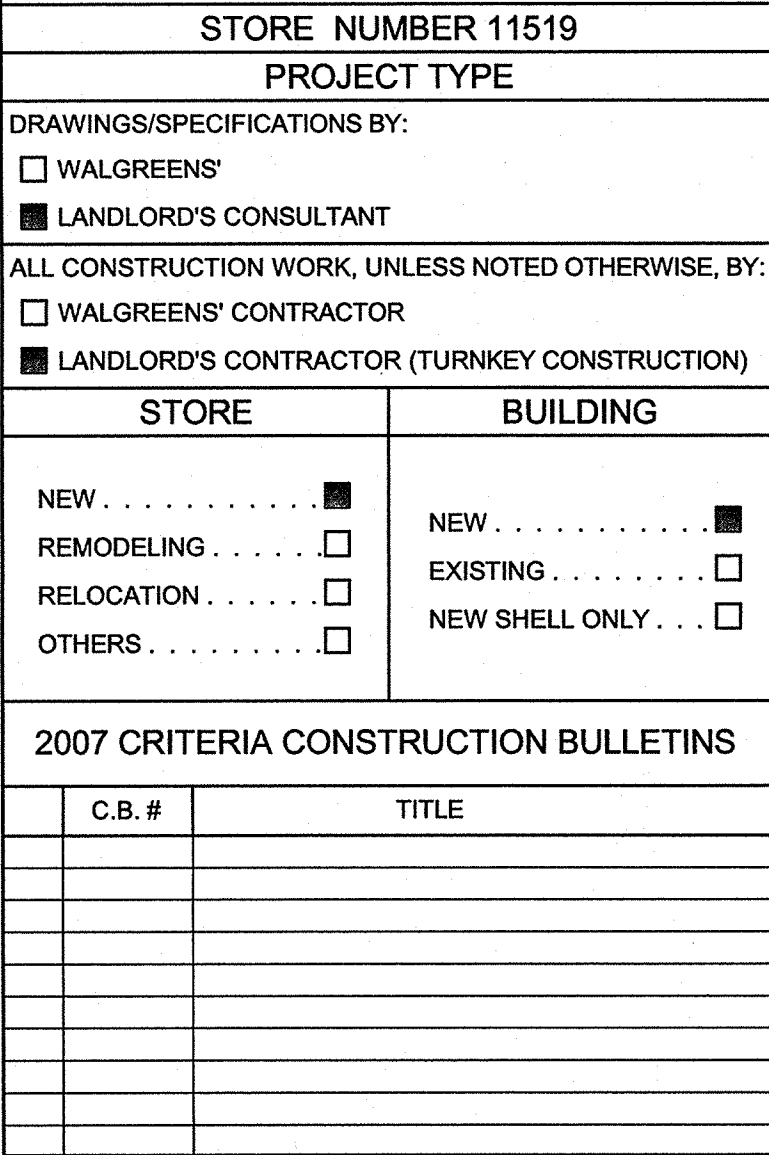 STORE NUMBER 11519
PROJECT TYPE
DRAWINGS/SPECIFICATIONS BY:
☐ WALGREENS'
■ LANDLORD'S CONSULTANT
ALL CONSTRUCTION WORK, UNLESS NOTED OTHERWISE, BY:
☐ WALGREENS' CONTRACTOR
■ LANDLORD'S CONTRACTOR (TURNKEY CONSTRUCTION)
STORE
NEW . . . . . . . . . . . ■
REMODELING . . . . . . ☐
RELOCATION . . . . . . ☐
OTHERS . . . . . . . . . ☐
BUILDING
NEW . . . . . . . . . . . ■
EXISTING . . . . . . . . ☐
NEW SHELL ONLY . . . ☐
2007 CRITERIA CONSTRUCTION BULLETINS
C.B. # TITLE